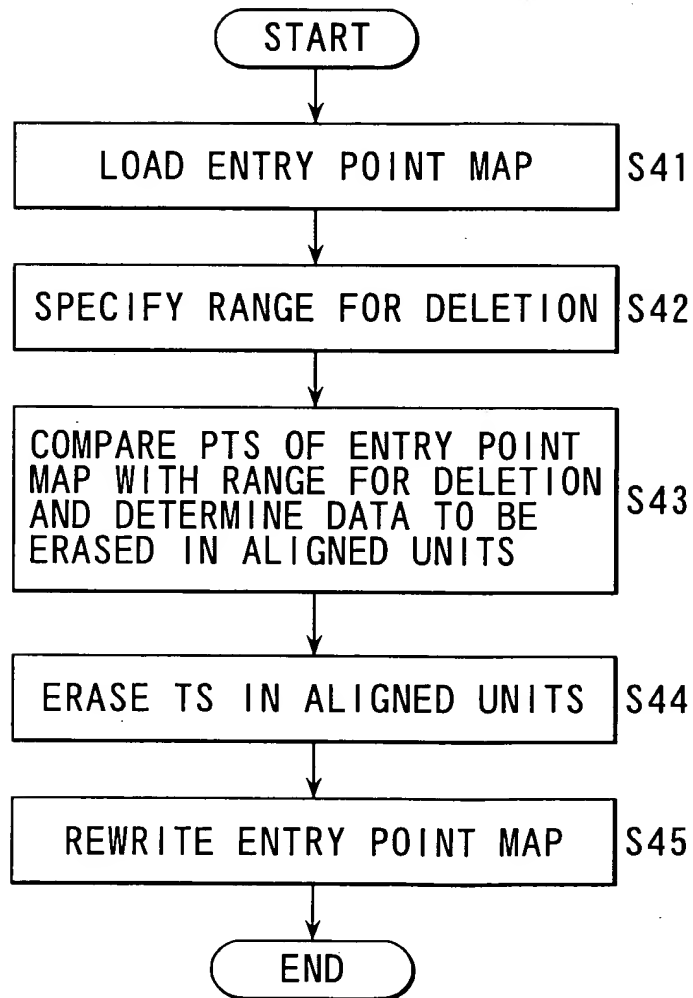 START
LOAD ENTRY POINT MAP S41
SPECIFY RANGE FOR DELETION S42
COMPARE PTS OF ENTRY POINT
MAP WITH RANGE FOR DELETION
AND DETERMINE DATA TO BE
ERASED IN ALIGNED UNITS
S43
ERASE TS IN ALIGNED UNITS S44
REWRITE ENTRY POINT MAP S45
END